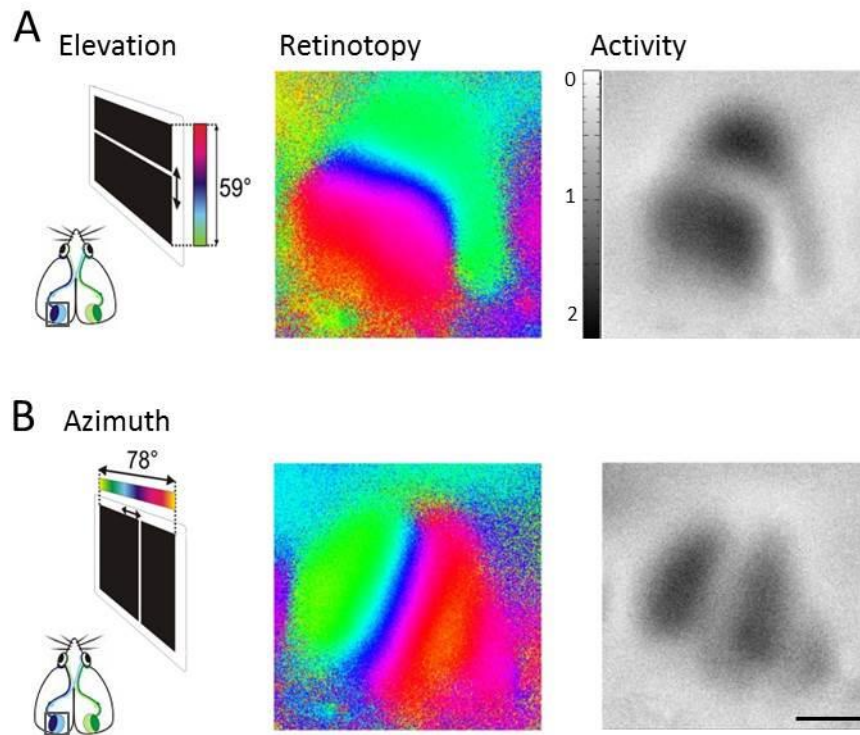 A
Elevation
Retinotopy
Activity
59°
0
1
2
B
Azimuth
78°